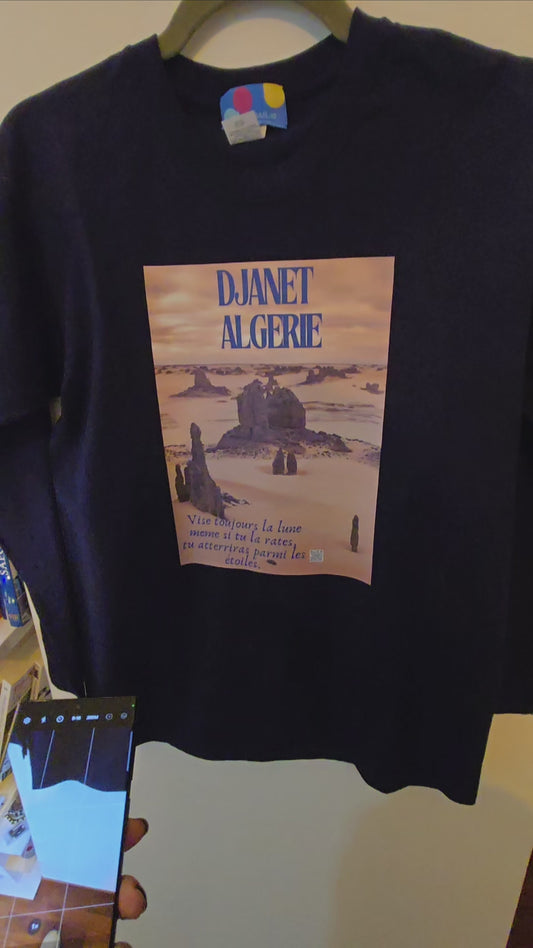 DJANET
ALGERIE
Vise toujours la lune
meme si tu la rates,
tu atterriras parmi les
étoiles.